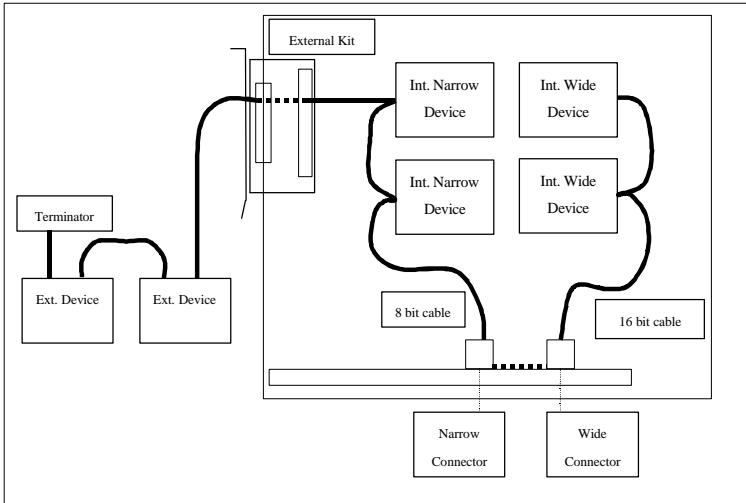 External Kit
Int. Narrow
Device
Int. Wide
Device
Int. Narrow
Device
Int. Wide
Device
Terminator
Ext. Device
Ext. Device
8 bit cable
16 bit cable
Narrow
Connector
Wide
Connector